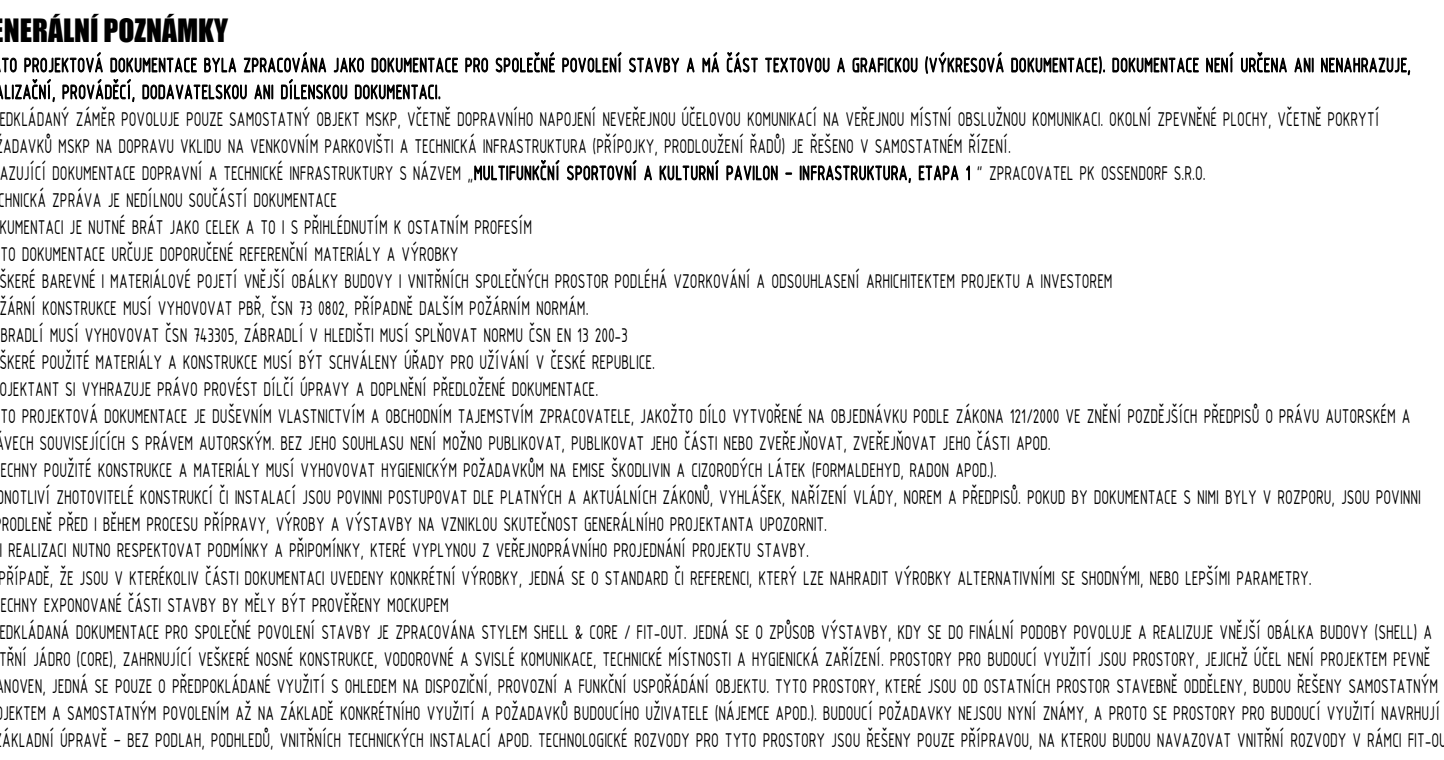 ENERÁLNÍ POZNÁMKY
ATO PROJEKTOVÁ DOKUMENTACE BYLA ZPRACOVÁNA JAKO DOKUMENTACE PRO SPOLEČNÉ POVOLENÍ STAVBY A MÁ ČÁST TEXTOVOU A GRAFICKOU (VÝKRESOVÁ DOKUMENTACE). DOKUMENTACE NENÍ URČENA ANI NENAHRAZUJE,
ALIZAČNÍ, PROVÁDĚCÍ, DODAVATELSKOU ANI DÍLENSKOU DOKUMENTACI.
EDKLÁDANÝ ZÁMĚR POVOLUJE POUZE SAMOSTATNÝ OBJEKT MSKP, VČETNĚ DOPRAVNÍHO NAPOJENÍ NEVEŘEJNOU ÚČELOVOU KOMUNIKACÍ NA VEŘEJNOU MÍSTNÍ OBSLUŽNOU KOMUNIKACI. OKOLNÍ ZPEVNĚNÉ PLOCHY, VČETNĚ POKRYTÍ
ŽADAVKŮ MSKP NA DOPRAVU VKLIDU NA VENKOVNÍM PARKOVIŠTI A TECHNICKÁ INFRASTRUKTURA (PŘÍPOJKY, PRODLOUŽENÍ ŘADŮ) JE ŘEŠENO V SAMOSTATNÉM ŘÍZENÍ.
AZUJÍCÍ DOKUMENTACE DOPRAVNÍ A TECHNICKÉ INFRASTRUKTURY S NÁZVEM „MULTIFUNKČNÍ SPORTOVNÍ A KULTURNÍ PAVILON – INFRASTRUKTURA, ETAPA 1 “ ZPRACOVATEL PK OSSENDORF S.R.O.
CHNICKÁ ZPRÁVA JE NEDÍLNOU SOUČÁSTÍ DOKUMENTACE
KUMENTACI JE NUTNÉ BRÁT JAKO CELEK A TO I S PŘIHLÉDNUTÍM K OSTATNÍM PROFESÍM
TO DOKUMENTACE URČUJE DOPORUČENÉ REFERENČNÍ MATERIÁLY A VÝROBKY
ŠKERÉ BAREVNÉ I MATERIÁLOVÉ POJETÍ VNĚJŠÍ OBÁLKY BUDOVY I VNITŘNÍCH SPOLEČNÝCH PROSTOR PODLÉHÁ VZORKOVÁNÍ A ODSOUHLASENÍ ARHICHITEKTEM PROJEKTU A INVESTOREM
ŽÁRNÍ KONSTRUKCE MUSÍ VYHOVOVAT PBŘ, ČSN 73 0802, PŘÍPADNĚ DALŠÍM POŽÁRNÍM NORMÁM.
BRADLÍ MUSÍ VYHOVOVAT ČSN 743305, ZÁBRADLÍ V HLEDIŠTI MUSÍ SPLŇOVAT NORMU ČSN EN 13 200-3
ŠKERÉ POUŽITÉ MATERIÁLY A KONSTRUKCE MUSÍ BÝT SCHVÁLENY ÚŘADY PRO UŽÍVÁNÍ V ČESKÉ REPUBLICE.
OJEKTANT SI VYHRAZUJE PRÁVO PROVÉST DÍLČÍ ÚPRAVY A DOPLNĚNÍ PŘEDLOŽENÉ DOKUMENTACE.
TO PROJEKTOVÁ DOKUMENTACE JE DUŠEVNÍM VLASTNICTVÍM A OBCHODNÍM TAJEMSTVÍM ZPRACOVATELE, JAKOŽTO DÍLO VYTVOŘENÉ NA OBJEDNÁVKU PODLE ZÁKONA 121/2000 VE ZNĚNÍ POZDĚJŠÍCH PŘEDPISŮ O PRÁVU AUTORSKÉM A
ÁVECH SOUVISEJÍCÍCH S PRÁVEM AUTORSKÝM. BEZ JEHO SOUHLASU NENÍ MOŽNO PUBLIKOVAT, PUBLIKOVAT JEHO ČÁSTI NEBO ZVEŘEJŇOVAT, ZVEŘEJŇOVAT JEHO ČÁSTI APOD.
ECHNY POUŽITÉ KONSTRUKCE A MATERIÁLY MUSÍ VYHOVOVAT HYGIENICKÝM POŽADAVKŮM NA EMISE ŠKODLIVIN A CIZORODÝCH LÁTEK (FORMALDEHYD, RADON APOD.).
DNOTLIVÍ ZHOTOVITELÉ KONSTRUKCÍ ČI INSTALACÍ JSOU POVINNI POSTUPOVAT DLE PLATNÝCH A AKTUÁLNÍCH ZÁKONŮ, VYHLÁŠEK, NAŘÍZENÍ VLÁDY, NOREM A PŘEDPISŮ. POKUD BY DOKUMENTACE S NIMI BYLY V ROZPORU, JSOU POVINNI
PRODLENĚ PŘED I BĚHEM PROCESU PŘÍPRAVY, VÝROBY A VÝSTAVBY NA VZNIKLOU SKUTEČNOST GENERÁLNÍHO PROJEKTANTA UPOZORNIT.
I REALIZACI NUTNO RESPEKTOVAT PODMÍNKY A PŘIPOMÍNKY, KTERÉ VYPLYNOU Z VEŘEJNOPRÁVNÍHO PROJEDNÁNÍ PROJEKTU STAVBY.
PŘÍPADĚ, ŽE JSOU V KTERÉKOLIV ČÁSTI DOKUMENTACI UVEDENY KONKRÉTNÍ VÝROBKY, JEDNÁ SE O STANDARD ČI REFERENCI, KTERÝ LZE NAHRADIT VÝROBKY ALTERNATIVNÍMI SE SHODNÝMI, NEBO LEPŠÍMI PARAMETRY.
ECHNY EXPONOVANÉ ČÁSTI STAVBY BY MĚLY BÝT PROVĚŘENY MOCKUPEM
EDKLÁDANÁ DOKUMENTACE PRO SPOLEČNÉ POVOLENÍ STAVBY JE ZPRACOVÁNA STYLEM SHELL & CORE / FIT-OUT. JEDNÁ SE O ZPŮSOB VÝSTAVBY, KDY SE DO FINÁLNÍ PODOBY POVOLUJE A REALIZUJE VNĚJŠÍ OBÁLKA BUDOVY (SHELL) A
ITŘNÍ JÁDRO (CORE), ZAHRNUJÍCÍ VEŠKERÉ NOSNÉ KONSTRUKCE, VODOROVNÉ A SVISLÉ KOMUNIKACE, TECHNICKÉ MÍSTNOSTI A HYGIENICKÁ ZAŘÍZENÍ. PROSTORY PRO BUDOUCÍ VYUŽITÍ JSOU PROSTORY, JEJICHŽ ÚČEL NENÍ PROJEKTEM PEVNĚ
ANOVEN, JEDNÁ SE POUZE O PŘEDPOKLÁDANÉ VYUŽITÍ S OHLEDEM NA DISPOZIČNÍ, PROVOZNÍ A FUNKČNÍ USPOŘÁDÁNÍ OBJEKTU. TYTO PROSTORY, KTERÉ JSOU OD OSTATNÍCH PROSTOR STAVEBNĚ ODDĚLENY, BUDOU ŘEŠENY SAMOSTATNÝM
OJEKTEM A SAMOSTATNÝM POVOLENÍM AŽ NA ZÁKLADĚ KONKRÉTNÍHO VYUŽITÍ A POŽADAVKŮ BUDOUCÍHO UŽIVATELE (NÁJEMCE APOD.). BUDOUCÍ POŽADAVKY NEJSOU NYNÍ ZNÁMY, A PROTO SE PROSTORY PRO BUDOUCÍ VYUŽITÍ NAVRHUJÍ
ZÁKLADNÍ ÚPRAVĚ – BEZ PODLAH, PODHLEDŮ, VNITŘNÍCH TECHNICKÝCH INSTALACÍ APOD. TECHNOLOGICKÉ ROZVODY PRO TYTO PROSTORY JSOU ŘEŠENY POUZE PŘÍPRAVOU, NA KTEROU BUDOU NAVAZOVAT VNITŘNÍ ROZVODY V RÁMCI FIT-OU